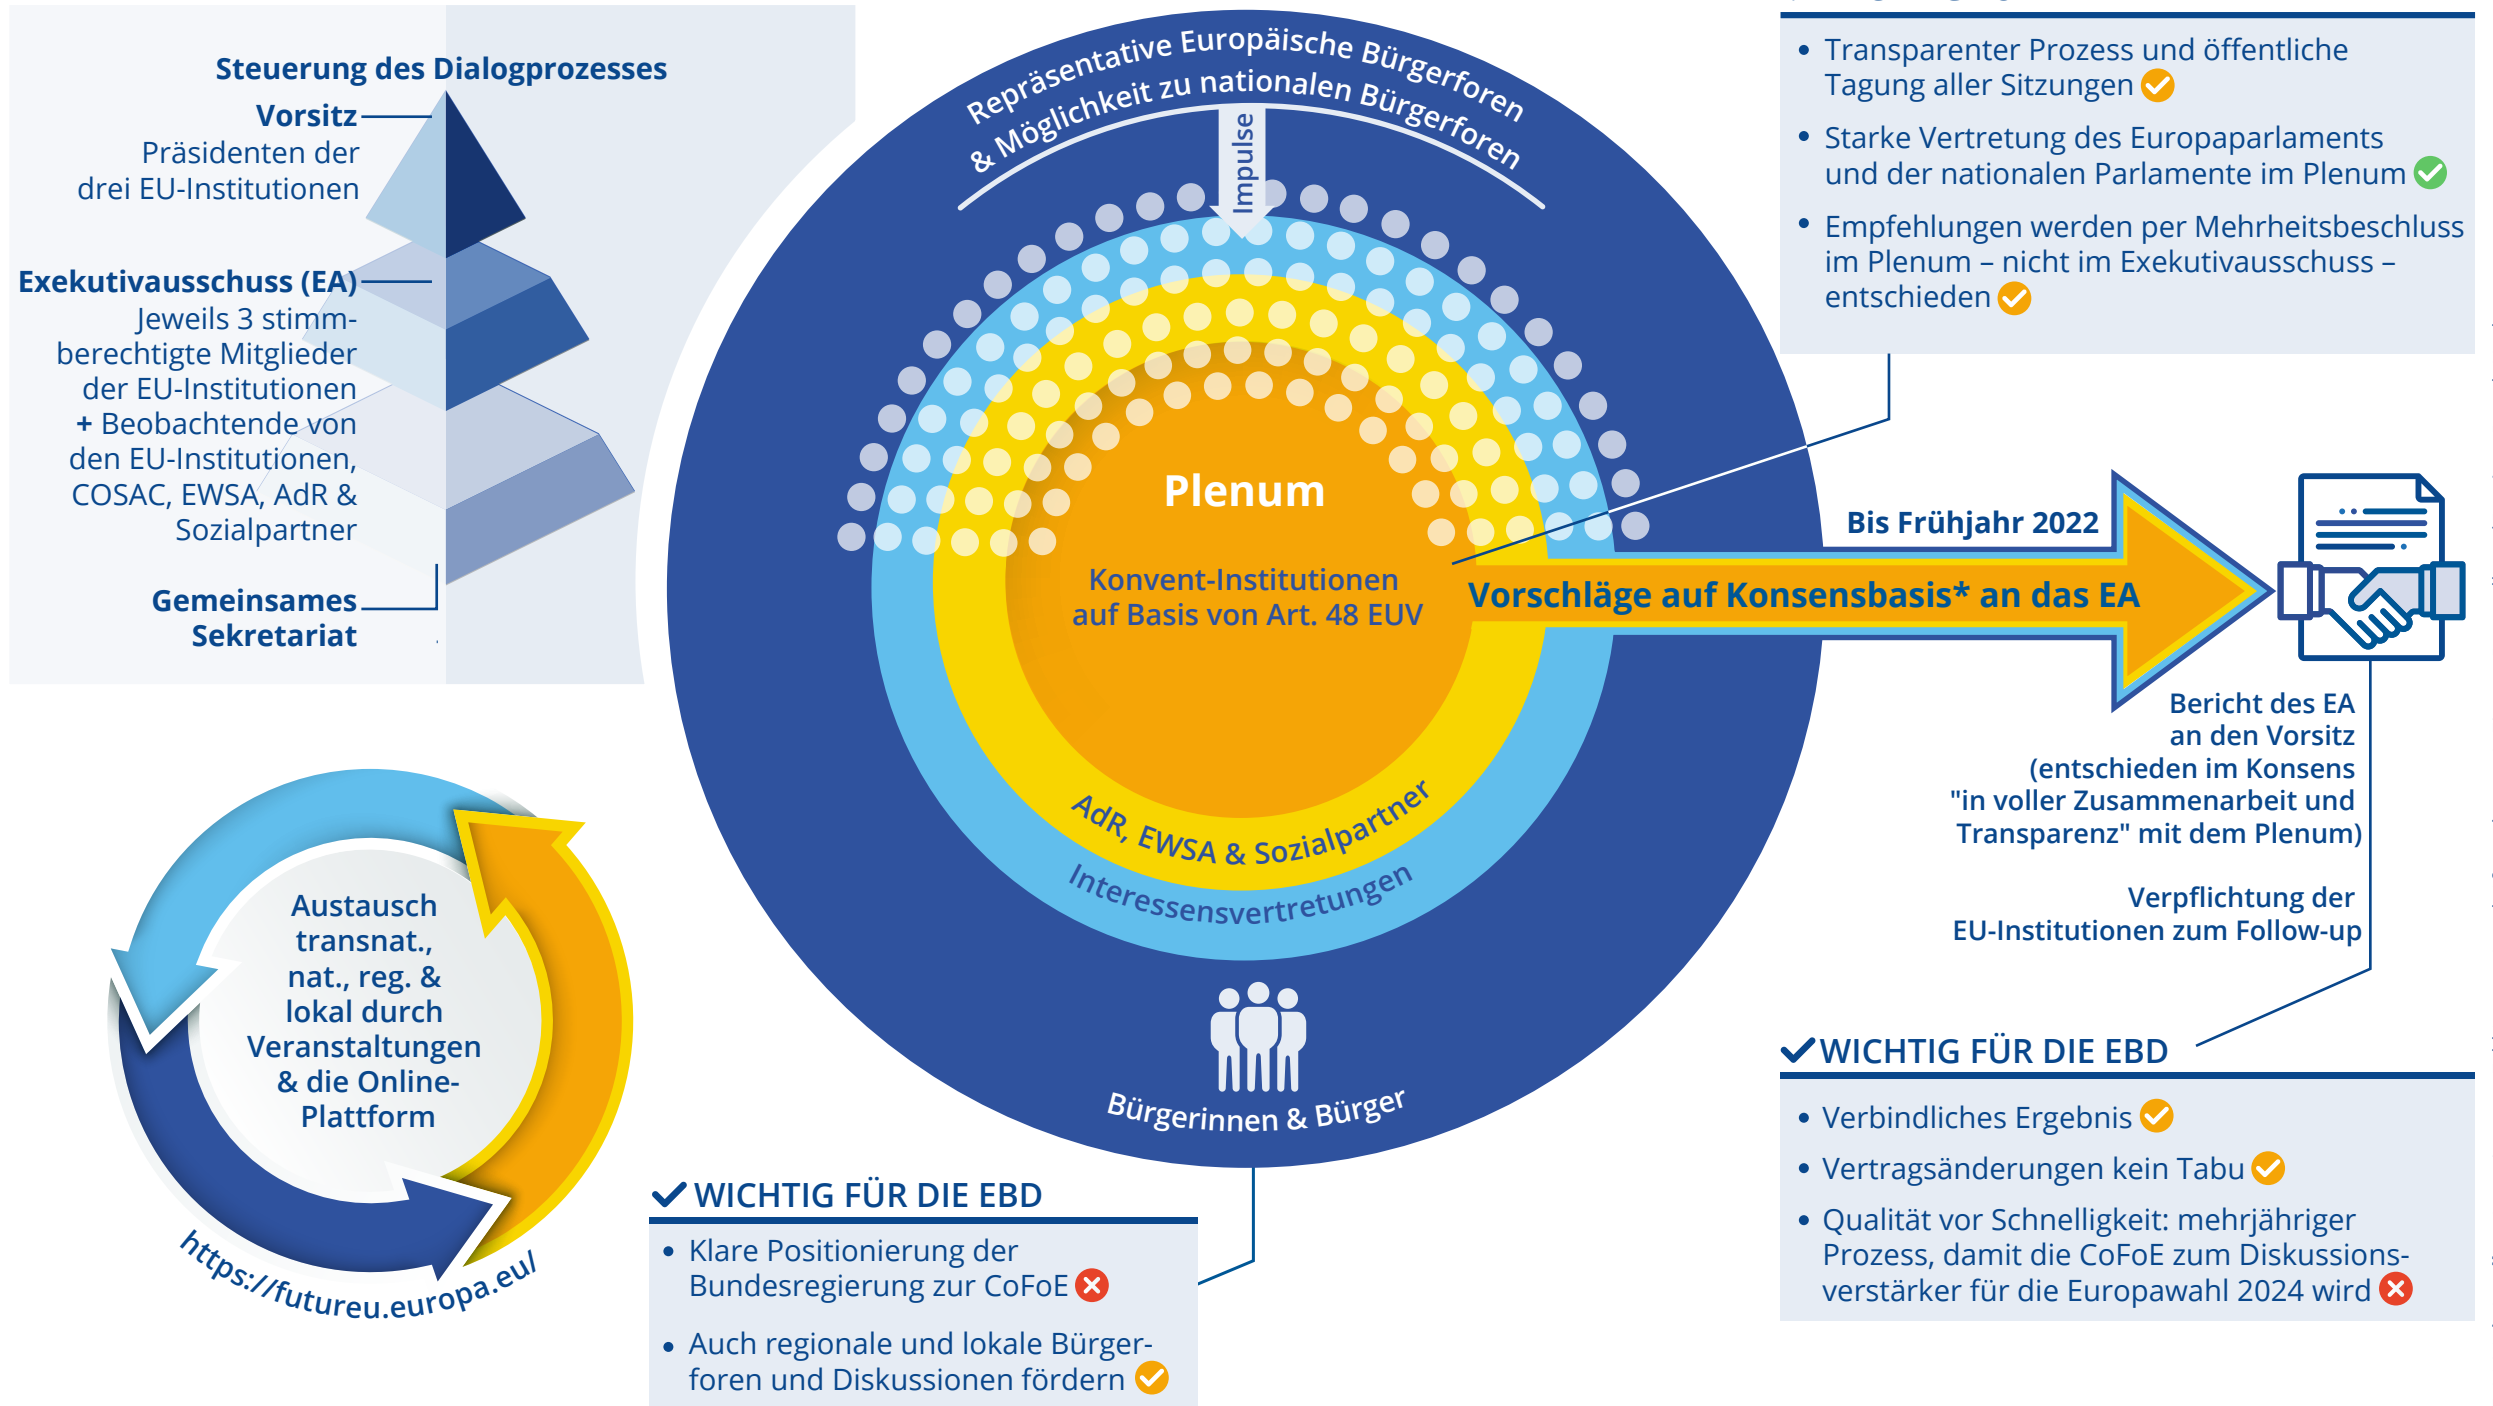 Steuerung des Dialogprozesses
Vorsitz
Präsidenten der
drei EU-Institutionen
Exekutivausschuss (EA)
Jeweils 3 stimm-
berechtigte Mitglieder
der EU-Institutionen
+ Beobachtende von
den EU-Institutionen,
COSAC, EWSA, AdR &
Sozialpartner
Gemeinsames
Sekretariat
Repräsentative Europäische Bürgerforen
& Möglichkeit zu nationalen Bürgerforen
Impulse
Plenum
Konvent-Institutionen
auf Basis von Art. 48 EUV
AdR, EWSA & Sozialpartner
Interessensvertretungen
Bürgerinnen & Bürger
• Transparenter Prozess und öffentliche
Tagung aller Sitzungen
• Starke Vertretung des Europaparlaments
und der nationalen Parlamente im Plenum
• Empfehlungen werden per Mehrheitsbeschluss
im Plenum – nicht im Exekutivausschuss –
entschieden
Bis Frühjahr 2022
Vorschläge auf Konsensbasis* an das EA
Bericht des EA
an den Vorsitz
(entschieden im Konsens
"in voller Zusammenarbeit und
Transparenz" mit dem Plenum)
Verpflichtung der
EU-Institutionen zum Follow-up
Austausch
transnat.,
nat., reg. &
lokal durch
Veranstaltungen
& die Online-
Plattform
https://futureu.europa.eu/
WICHTIG FÜR DIE EBD
• Klare Positionierung der
Bundesregierung zur CoFoE
• Auch regionale und lokale Bürger-
foren und Diskussionen fördern
WICHTIG FÜR DIE EBD
• Verbindliches Ergebnis
• Vertragsänderungen kein Tabu
• Qualität vor Schnelligkeit: mehrjähriger
Prozess, damit die CoFoE zum Diskussions-
verstärker für die Europawahl 2024 wird